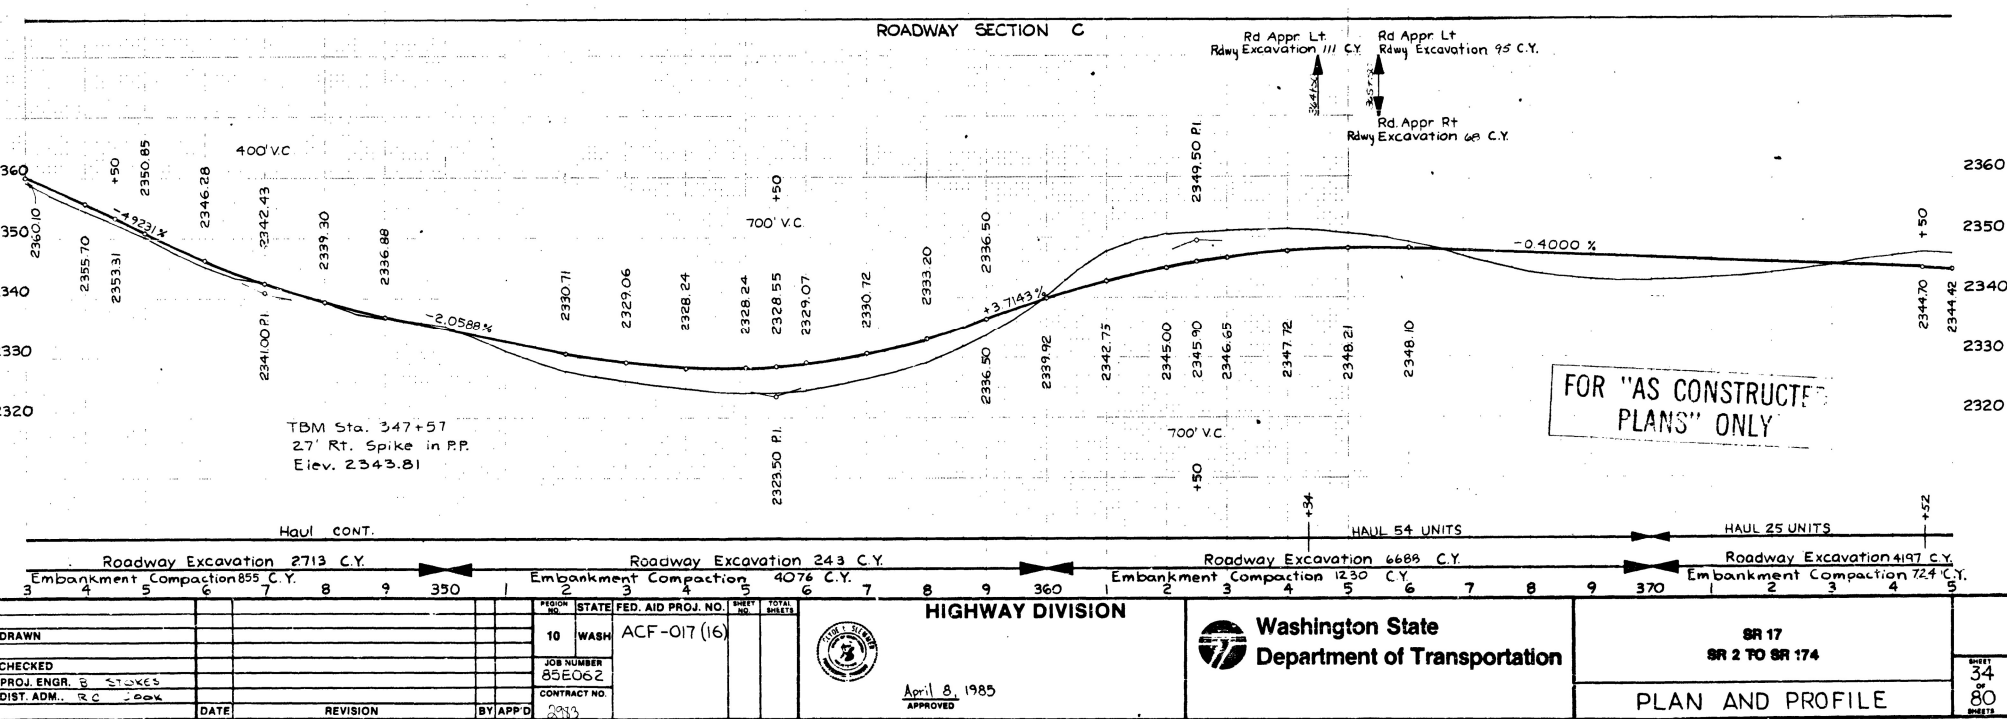 ROADWAY SECTION C
Rd Appr. Lt.
Rdwy Excavation 111 C.Y.
Rd Appr. Lt
Rdwy Excavation 95 C.Y.
Rd. Appr Rt
Rdwy Excavation 68 C.Y.
400' V.C.
700' V.C.
700' V.C.
+50
2350.85
2346.28
2342.43
2339.30
2336.88
2360.10
2355.70
2353.31
-4.9231%
2341.00 P.I.
-2.0588%
2330.71
2329.06
2328.24
2328.24
2328.55
2329.07
2330.72
2333.20
2336.50
+50
2323.50 P.I.
+3.7143%
2336.50
2339.92
2342.75
2345.00
2345.90
2346.65
2347.72
2348.21
2348.10
2349.50 P.I.
+50
-0.4000 %
+50
2344.70
2344.42
2360
2350
2340
2330
2320
360
350
340
2330
2320
TBM Sta. 347+57
27' Rt. Spike in P.P.
Elev. 2343.81
FOR "AS CONSTRUCTED
PLANS" ONLY
+34
+52
Haul CONT.
HAUL 54 UNITS
HAUL 25 UNITS
Roadway Excavation 2713 C.Y.
Roadway Excavation 243 C.Y.
Roadway Excavation 6688 C.Y.
Roadway Excavation 4197 C.Y.
Embankment Compaction 855 C.Y.
Embankment Compaction 4076 C.Y.
Embankment Compaction 1230 C.Y.
Embankment Compaction 724 C.Y.
3 4 5 6 7 8 9 350 1 2 3 4 5 6 7 8 9 360 1 2 3 4 5 6 7 8 9 370 1 2 3 4 5
DRAWN
CHECKED
PROJ. ENGR. B STOKES
DIST. ADM.. R C
DATE
REVISION
BY
APP'D
REGION NO.
STATE
FED. AID PROJ. NO.
SHEET NO.
TOTAL SHEETS
10
WASH
ACF-017 (16)
JOB NUMBER
85E062
CONTRACT NO.
2983
HIGHWAY DIVISION
April 8, 1985
APPROVED
Washington State
Department of Transportation
SR 17
SR 2 TO SR 174
PLAN AND PROFILE
SHEET
34
OF
80
SHEETS